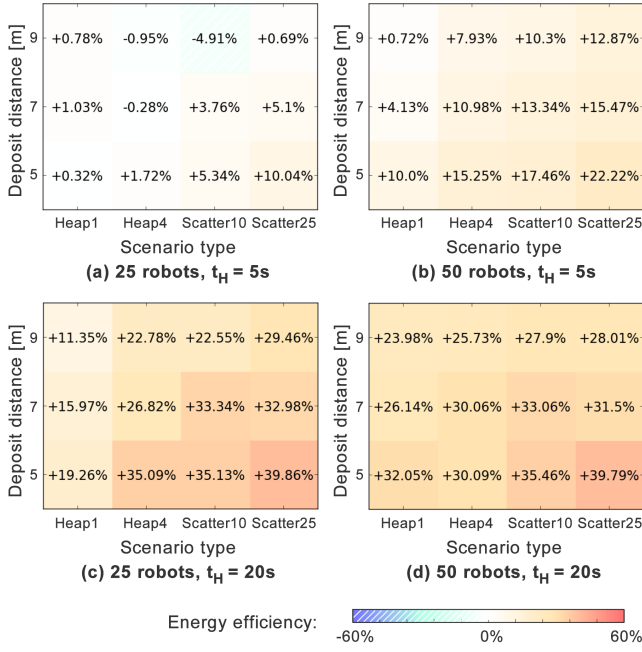 Deposit distance [m]
9
+0.78% -0.95% -4.91% +0.69%
7
+1.03% -0.28% +3.76% +5.1%
5
+0.32% +1.72% +5.34% +10.04%
Heap1 Heap4 Scatter10 Scatter25
Scenario type
(a) 25 robots, t_H = 5s
Deposit distance [m]
9
+0.72% +7.93% +10.3% +12.87%
7
+4.13% +10.98% +13.34% +15.47%
5
+10.0% +15.25% +17.46% +22.22%
Heap1 Heap4 Scatter10 Scatter25
Scenario type
(b) 50 robots, t_H = 5s
Deposit distance [m]
9
+11.35% +22.78% +22.55% +29.46%
7
+15.97% +26.82% +33.34% +32.98%
5
+19.26% +35.09% +35.13% +39.86%
Heap1 Heap4 Scatter10 Scatter25
Scenario type
(c) 25 robots, t_H = 20s
Deposit distance [m]
9
+23.98% +25.73% +27.9% +28.01%
7
+26.14% +30.06% +33.06% +31.5%
5
+32.05% +30.09% +35.46% +39.79%
Heap1 Heap4 Scatter10 Scatter25
Scenario type
(d) 50 robots, t_H = 20s
Energy efficiency:
-60% 0% 60%